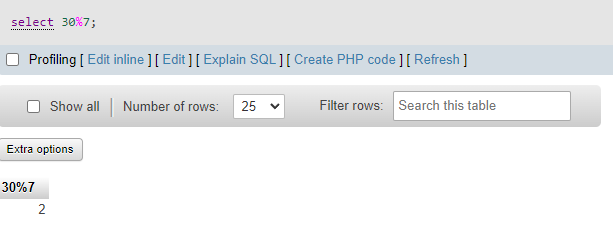 select 30%7;
Profiling [ Edit inline ] [ Edit ] [ Explain SQL ] [ Create PHP code ] [ Refresh ]
Show all | Number of rows: 25 Filter rows: Search this table
Extra options
30%7
2